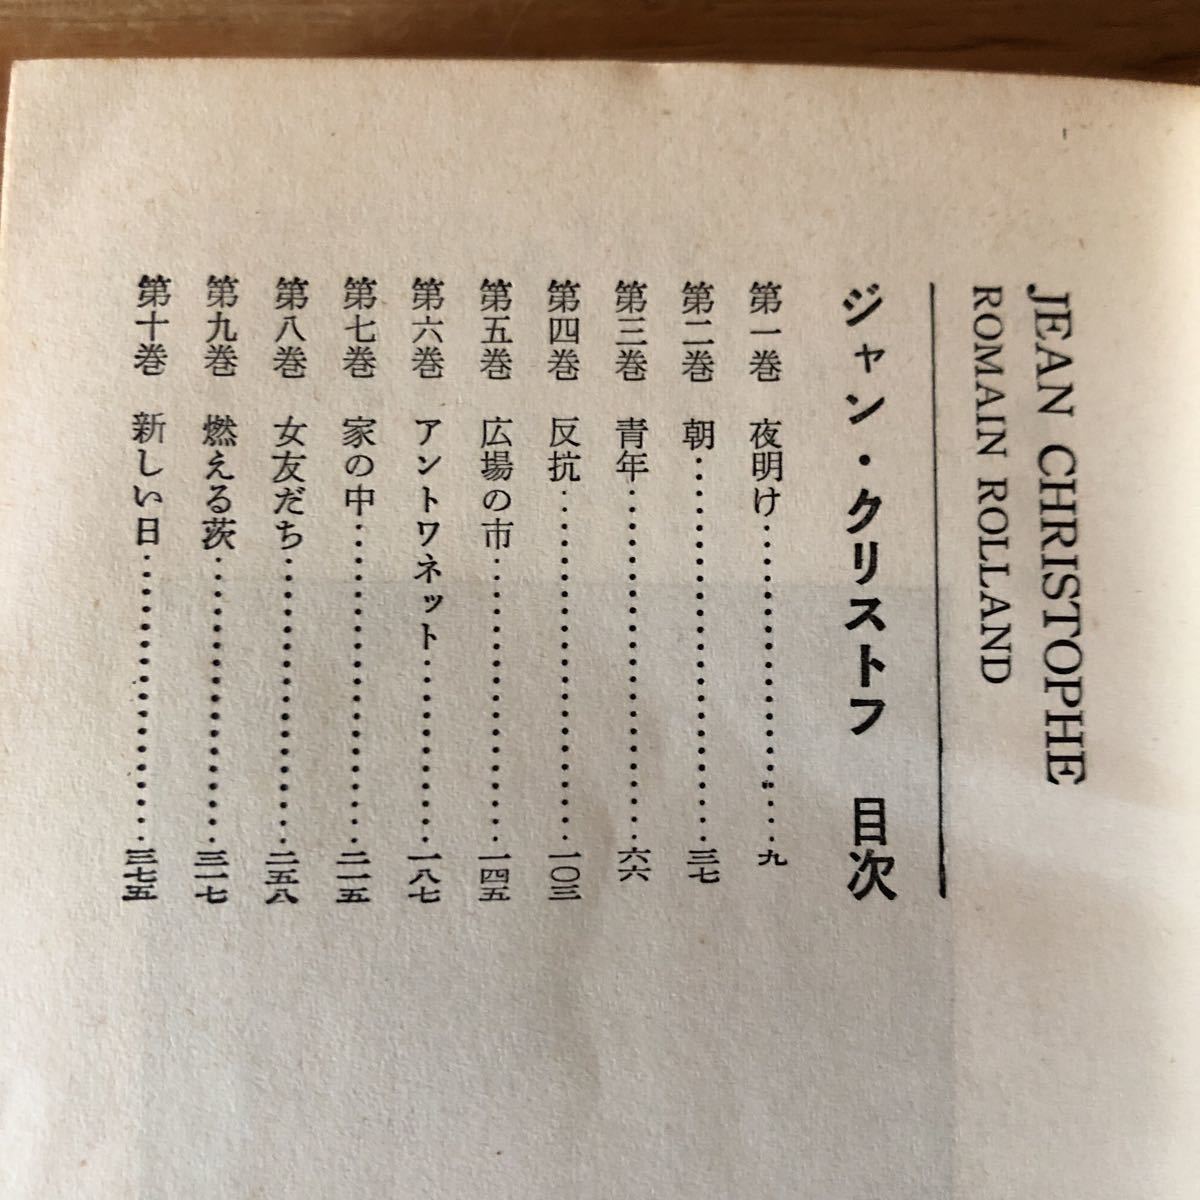 JEAN CHRISTOPHE
ROMAIN ROLLAND
ジャン・クリストフ 目次
第一巻 夜明け……………………九
第二巻 朝……………………三七
第三巻 青年……………………六六
第四巻 反抗……………………一〇三
第五巻 広場の市……………………一四五
第六巻 アントワネット……………………一八七
第七巻 家の中……………………二一五
第八巻 女友だち……………………二五八
第九巻 燃える茨……………………三一七
第十巻 新しい日……………………三七五